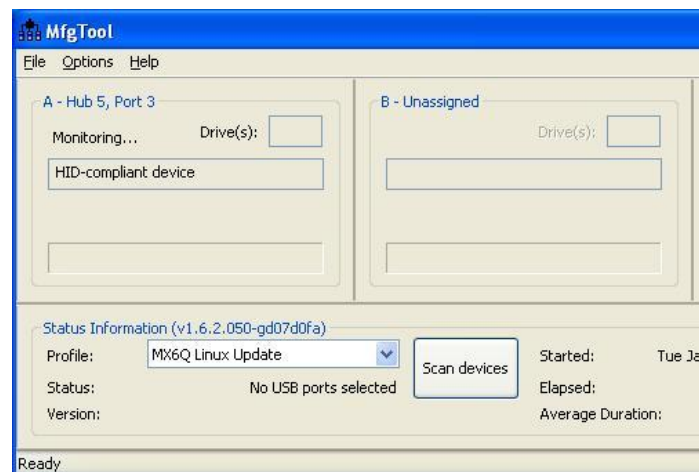 MfgTool
File Options Help
A - Hub 5, Port 3
Monitoring... Drive(s):
HID-compliant device
B - Unassigned
Drive(s):
Status Information (v1.6.2.050-gd07d0fa)
Profile: MX6Q Linux Update
Scan devices
Status: No USB ports selected
Version:
Started: Tue Ja
Elapsed:
Average Duration:
Ready